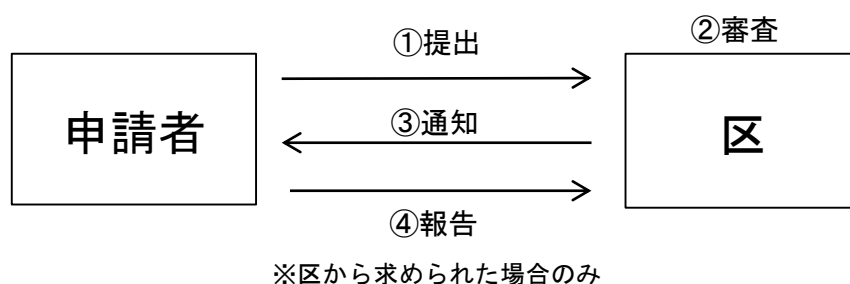 ①提出
②審査
申請者
③通知
区
④報告
※区から求められた場合のみ